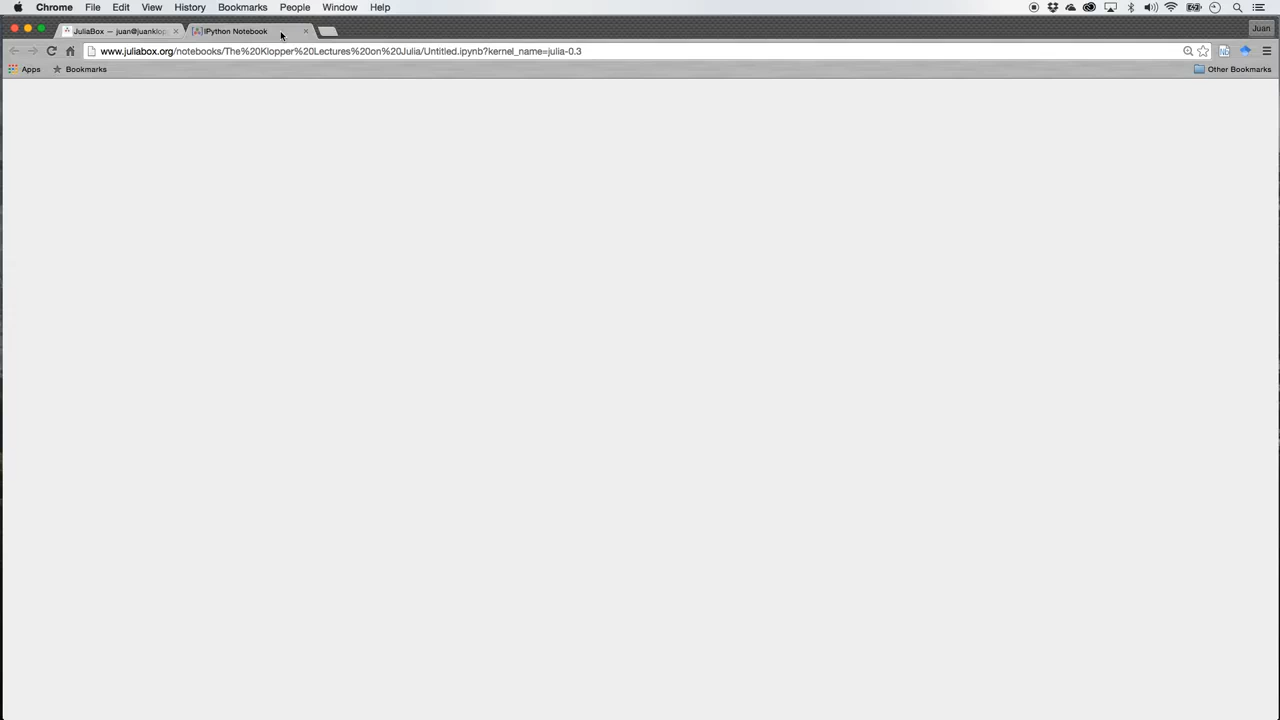 Chrome File Edit View History Bookmarks People Window Help
JuliaBox — juan@juanklop IPython Notebook Juan
www.juliabox.org/notebooks/The%20Klopper%20Lectures%20on%20Julia/Untitled.ipynb?kernel_name=julia-0.3
Apps Bookmarks Other Bookmarks